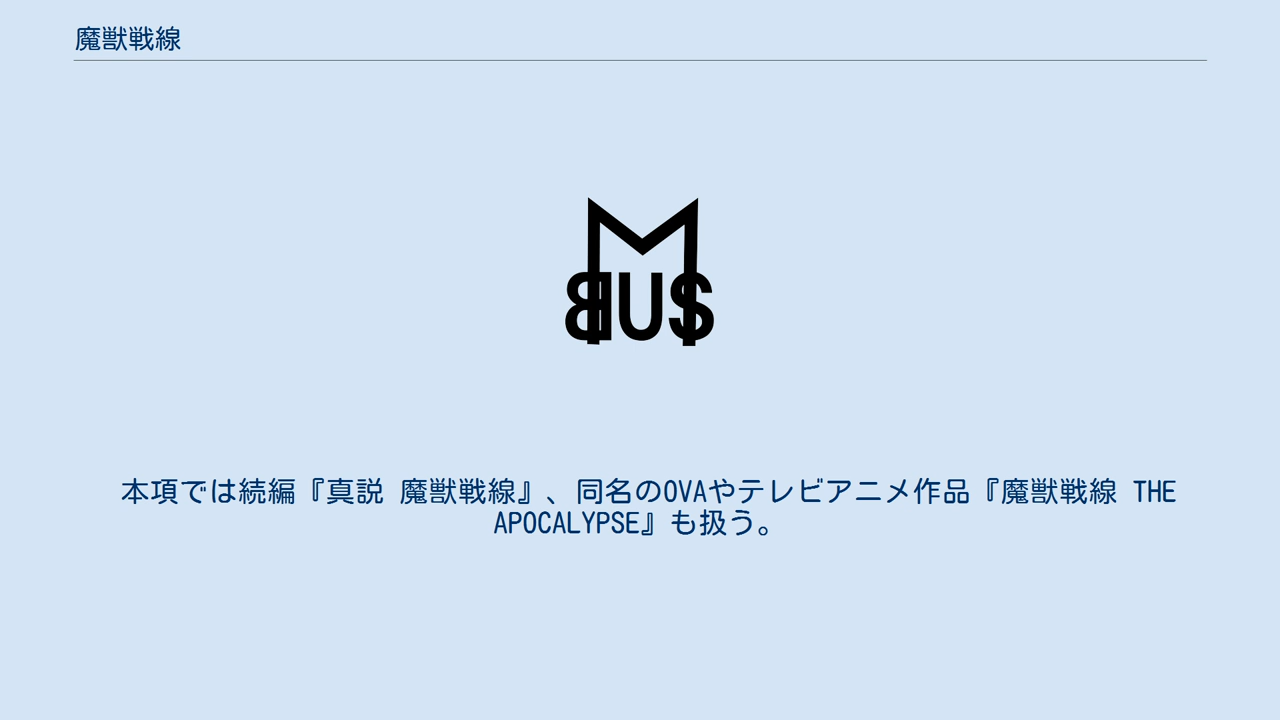 魔獣戦線
M
BUS
本項では続編『真説 魔獣戦線』、同名のOVAやテレビアニメ作品『魔獣戦線 THE
APOCALYPSE』も扱う。